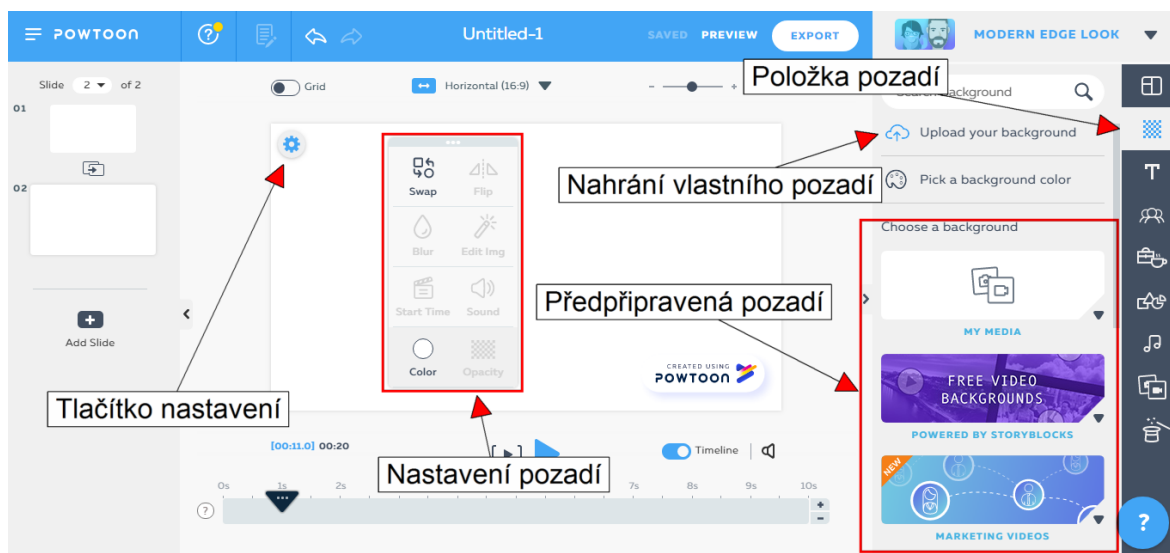 POWTOON
?
Untitled-1
SAVED PREVIEW EXPORT
MODERN EDGE LOOK
Slide 2 of 2
Grid
Horizontal (16:9)
- +
Položka pozadí
Search background
01
Upload your background
Nahrání vlastního pozadí
Pick a background color
02
Swap Flip
Blur Edit Img
Start Time Sound
Color Opacity
Choose a background
MY MEDIA
Předpřipravená pozadí
FREE VIDEO
BACKGROUNDS
POWERED BY STORYBLOCKS
Add Slide
CREATED USING
POWTOON
Tlačítko nastavení
[00:11.0] 00:20
Timeline
Nastavení pozadí
0s 1s 2s 7s 8s 9s 10s
?
+
-
NEW
MARKETING VIDEOS
?